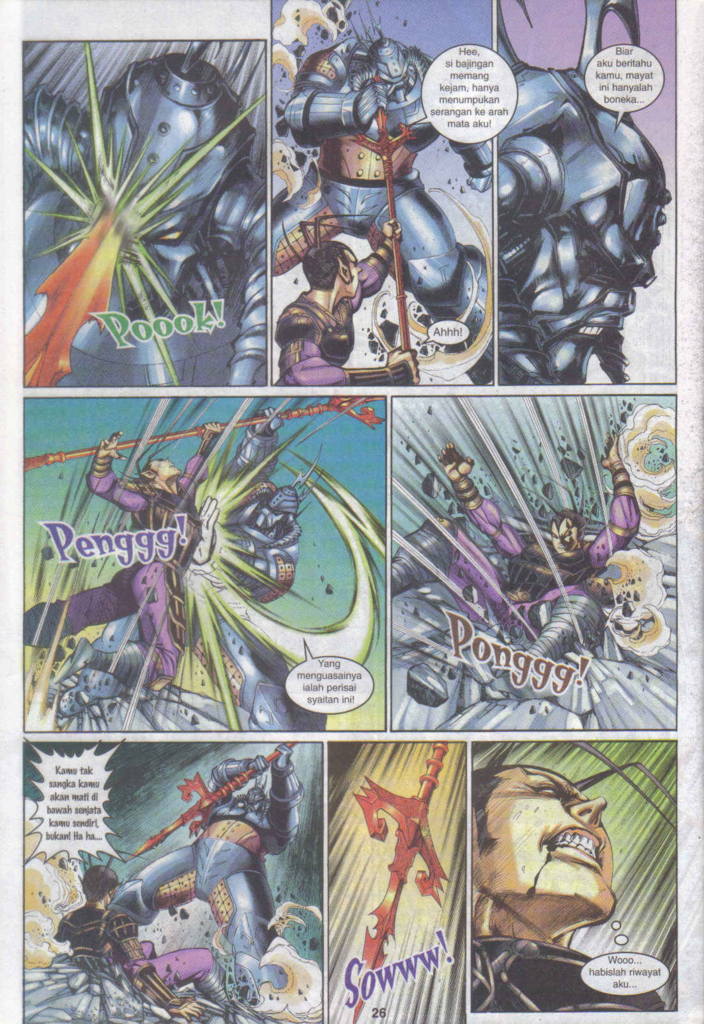 Poook!
Hee,
si bajingan
memang
kejam, hanya
menumpukan
serangan ke arah
mata aku!
Ahhh!
Biar
aku beritahu
kamu, mayat
ini hanyalah
boneka...
Penggg!
Yang
menguasainya
ialah perisai
syaitan ini!
Ponggg!
Kamu tak
sangka kamu
akan mati di
bawah senjata
kamu sendiri,
bukan! Ha ha....
Sowww!
Wooo...
habislah riwayat
aku...
26